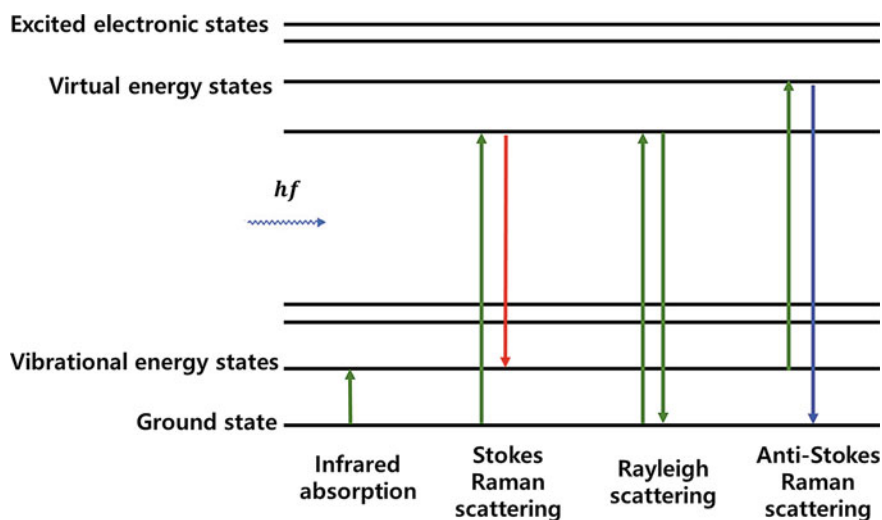 Excited electronic states
Virtual energy states
hf
Vibrational energy states
Ground state
Infrared
absorption
Stokes
Raman
scattering
Rayleigh
scattering
Anti-Stokes
Raman
scattering